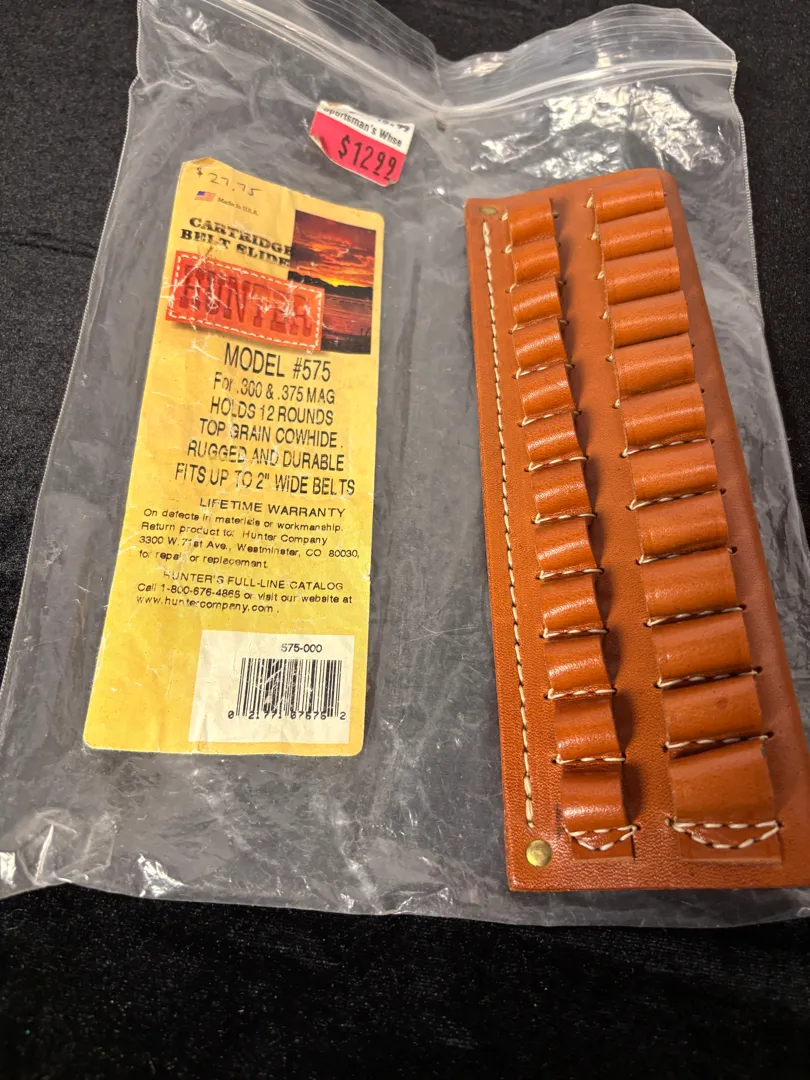 Sportsman's Whse
$12.99
$27.75
Made in U.S.A.
CARTRIDGE
BELT SLIDE
HUNTER
MODEL #575
For .300 & .375 MAG
HOLDS 12 ROUNDS
TOP GRAIN COWHIDE.
RUGGED AND DURABLE
FITS UP TO 2" WIDE BELTS
LIFETIME WARRANTY
On defects in materials or workmanship.
Return product to: Hunter Company
3300 W. 71st Ave., Westminster, CO 80030,
for repair or replacement.
HUNTER'S FULL-LINE CATALOG
Call 1-800-676-4868 or visit our website at
www.huntercompany.com.
575-000
0 21771 07575 2